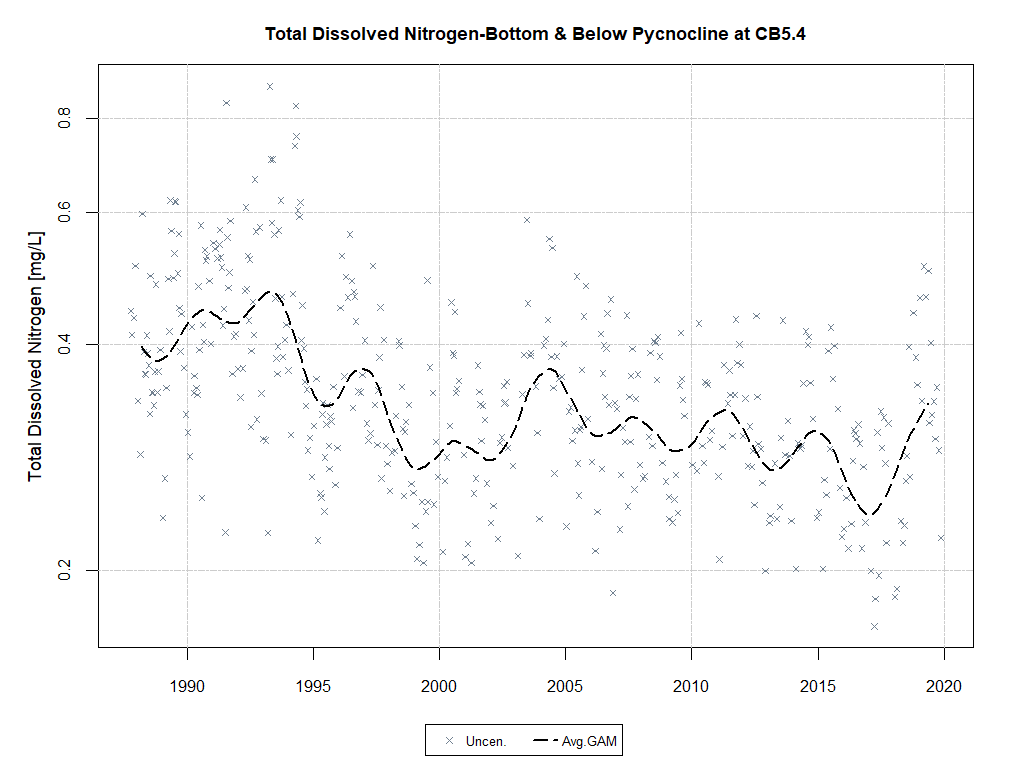 Total Dissolved Nitrogen-Bottom & Below Pycnocline at CB5.4
Total Dissolved Nitrogen [mg/L]
0.8
0.6
0.4
0.2
1990 1995 2000 2005 2010 2015 2020
Uncen. Avg.GAM